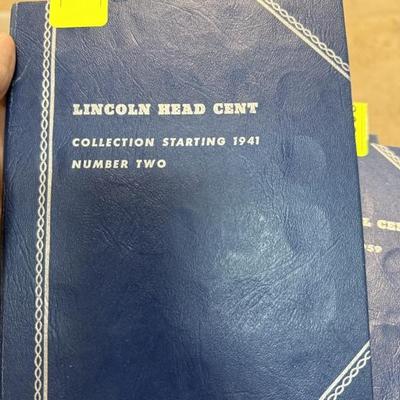 LINCOLN HEAD CENT
COLLECTION STARTING 1941
NUMBER TWO